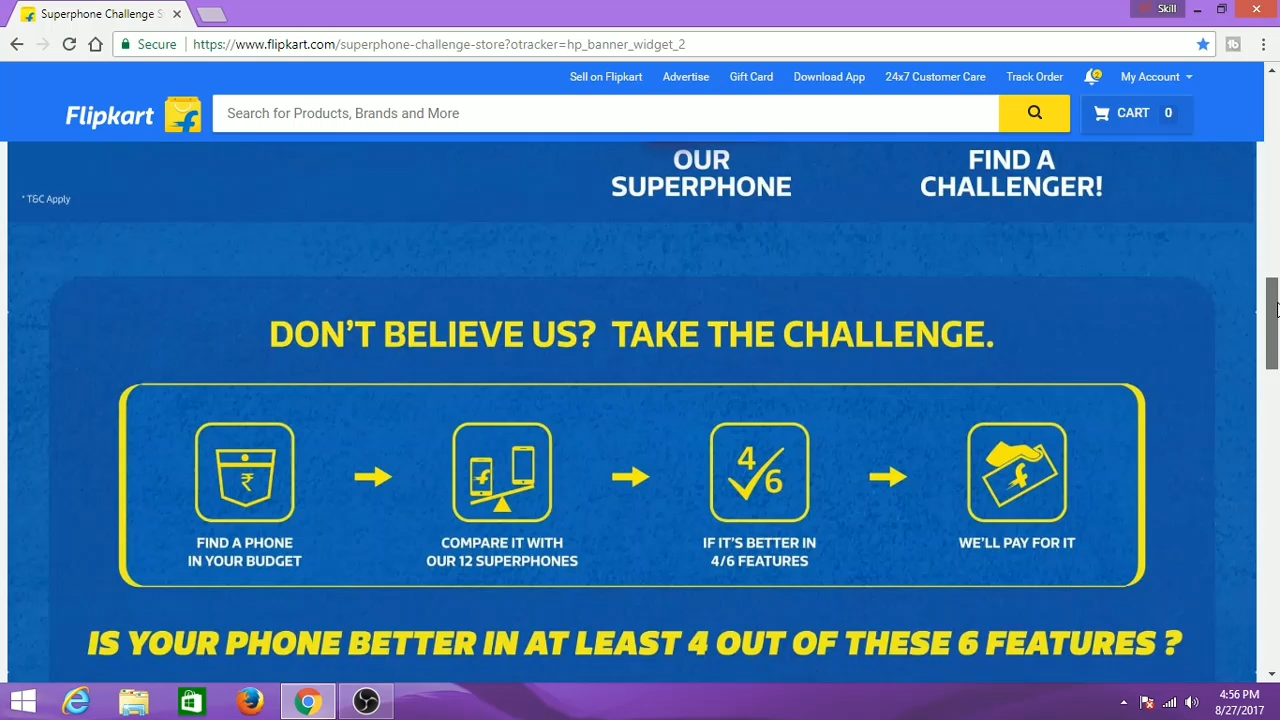 Superphone Challenge S
Skill
Secure
https://www.flipkart.com/superphone-challenge-store?otracker=hp_banner_widget_2
Sell on Flipkart
Advertise
Gift Card
Download App
24x7 Customer Care
Track Order
2
My Account
Flipkart
Search for Products, Brands and More
CART 0
OUR
SUPERPHONE
FIND A
CHALLENGER!
* T&C Apply
DON'T BELIEVE US? TAKE THE CHALLENGE.
₹
4
6
FIND A PHONE
IN YOUR BUDGET
COMPARE IT WITH
OUR 12 SUPERPHONES
IF IT'S BETTER IN
4/6 FEATURES
WE'LL PAY FOR IT
IS YOUR PHONE BETTER IN AT LEAST 4 OUT OF THESE 6 FEATURES ?
4:56 PM
8/27/2017